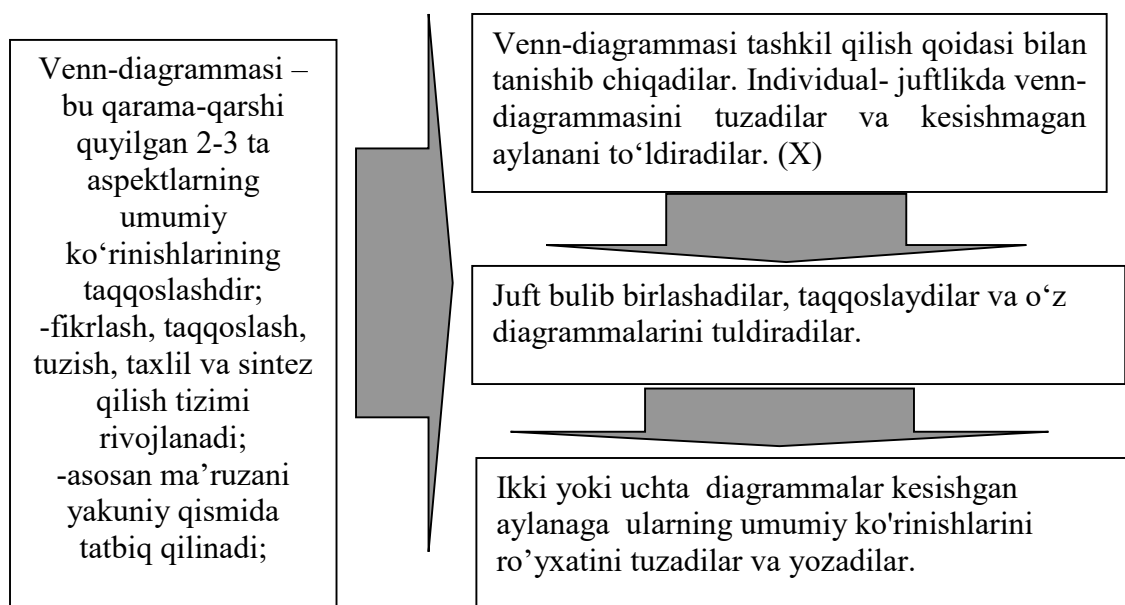 Venn-diagrammasi –
bu qarama-qarshi
quyilgan 2-3 ta
aspektlarning
umumiy
ko‘rinishlarining
taqqoslashdir;
-fikrlash, taqqoslash,
tuzish, taxlil va sintez
qilish tizimi
rivojlanadi;
-asosan ma’ruzani
yakuniy qismida
tatbiq qilinadi;
Venn-diagrammasi tashkil qilish qoidasi bilan
tanishib chiqadilar. Individual- juftlikda venn-
diagrammasini tuzadilar va kesishmagan
aylanani to‘ldiradilar. (X)
Juft bulib birlashadilar, taqqoslaydilar va o‘z
diagrammalarini tuldiradilar.
Ikki yoki uchta diagrammalar kesishgan
aylanaga ularning umumiy ko'rinishlarini
ro’yxatini tuzadilar va yozadilar.